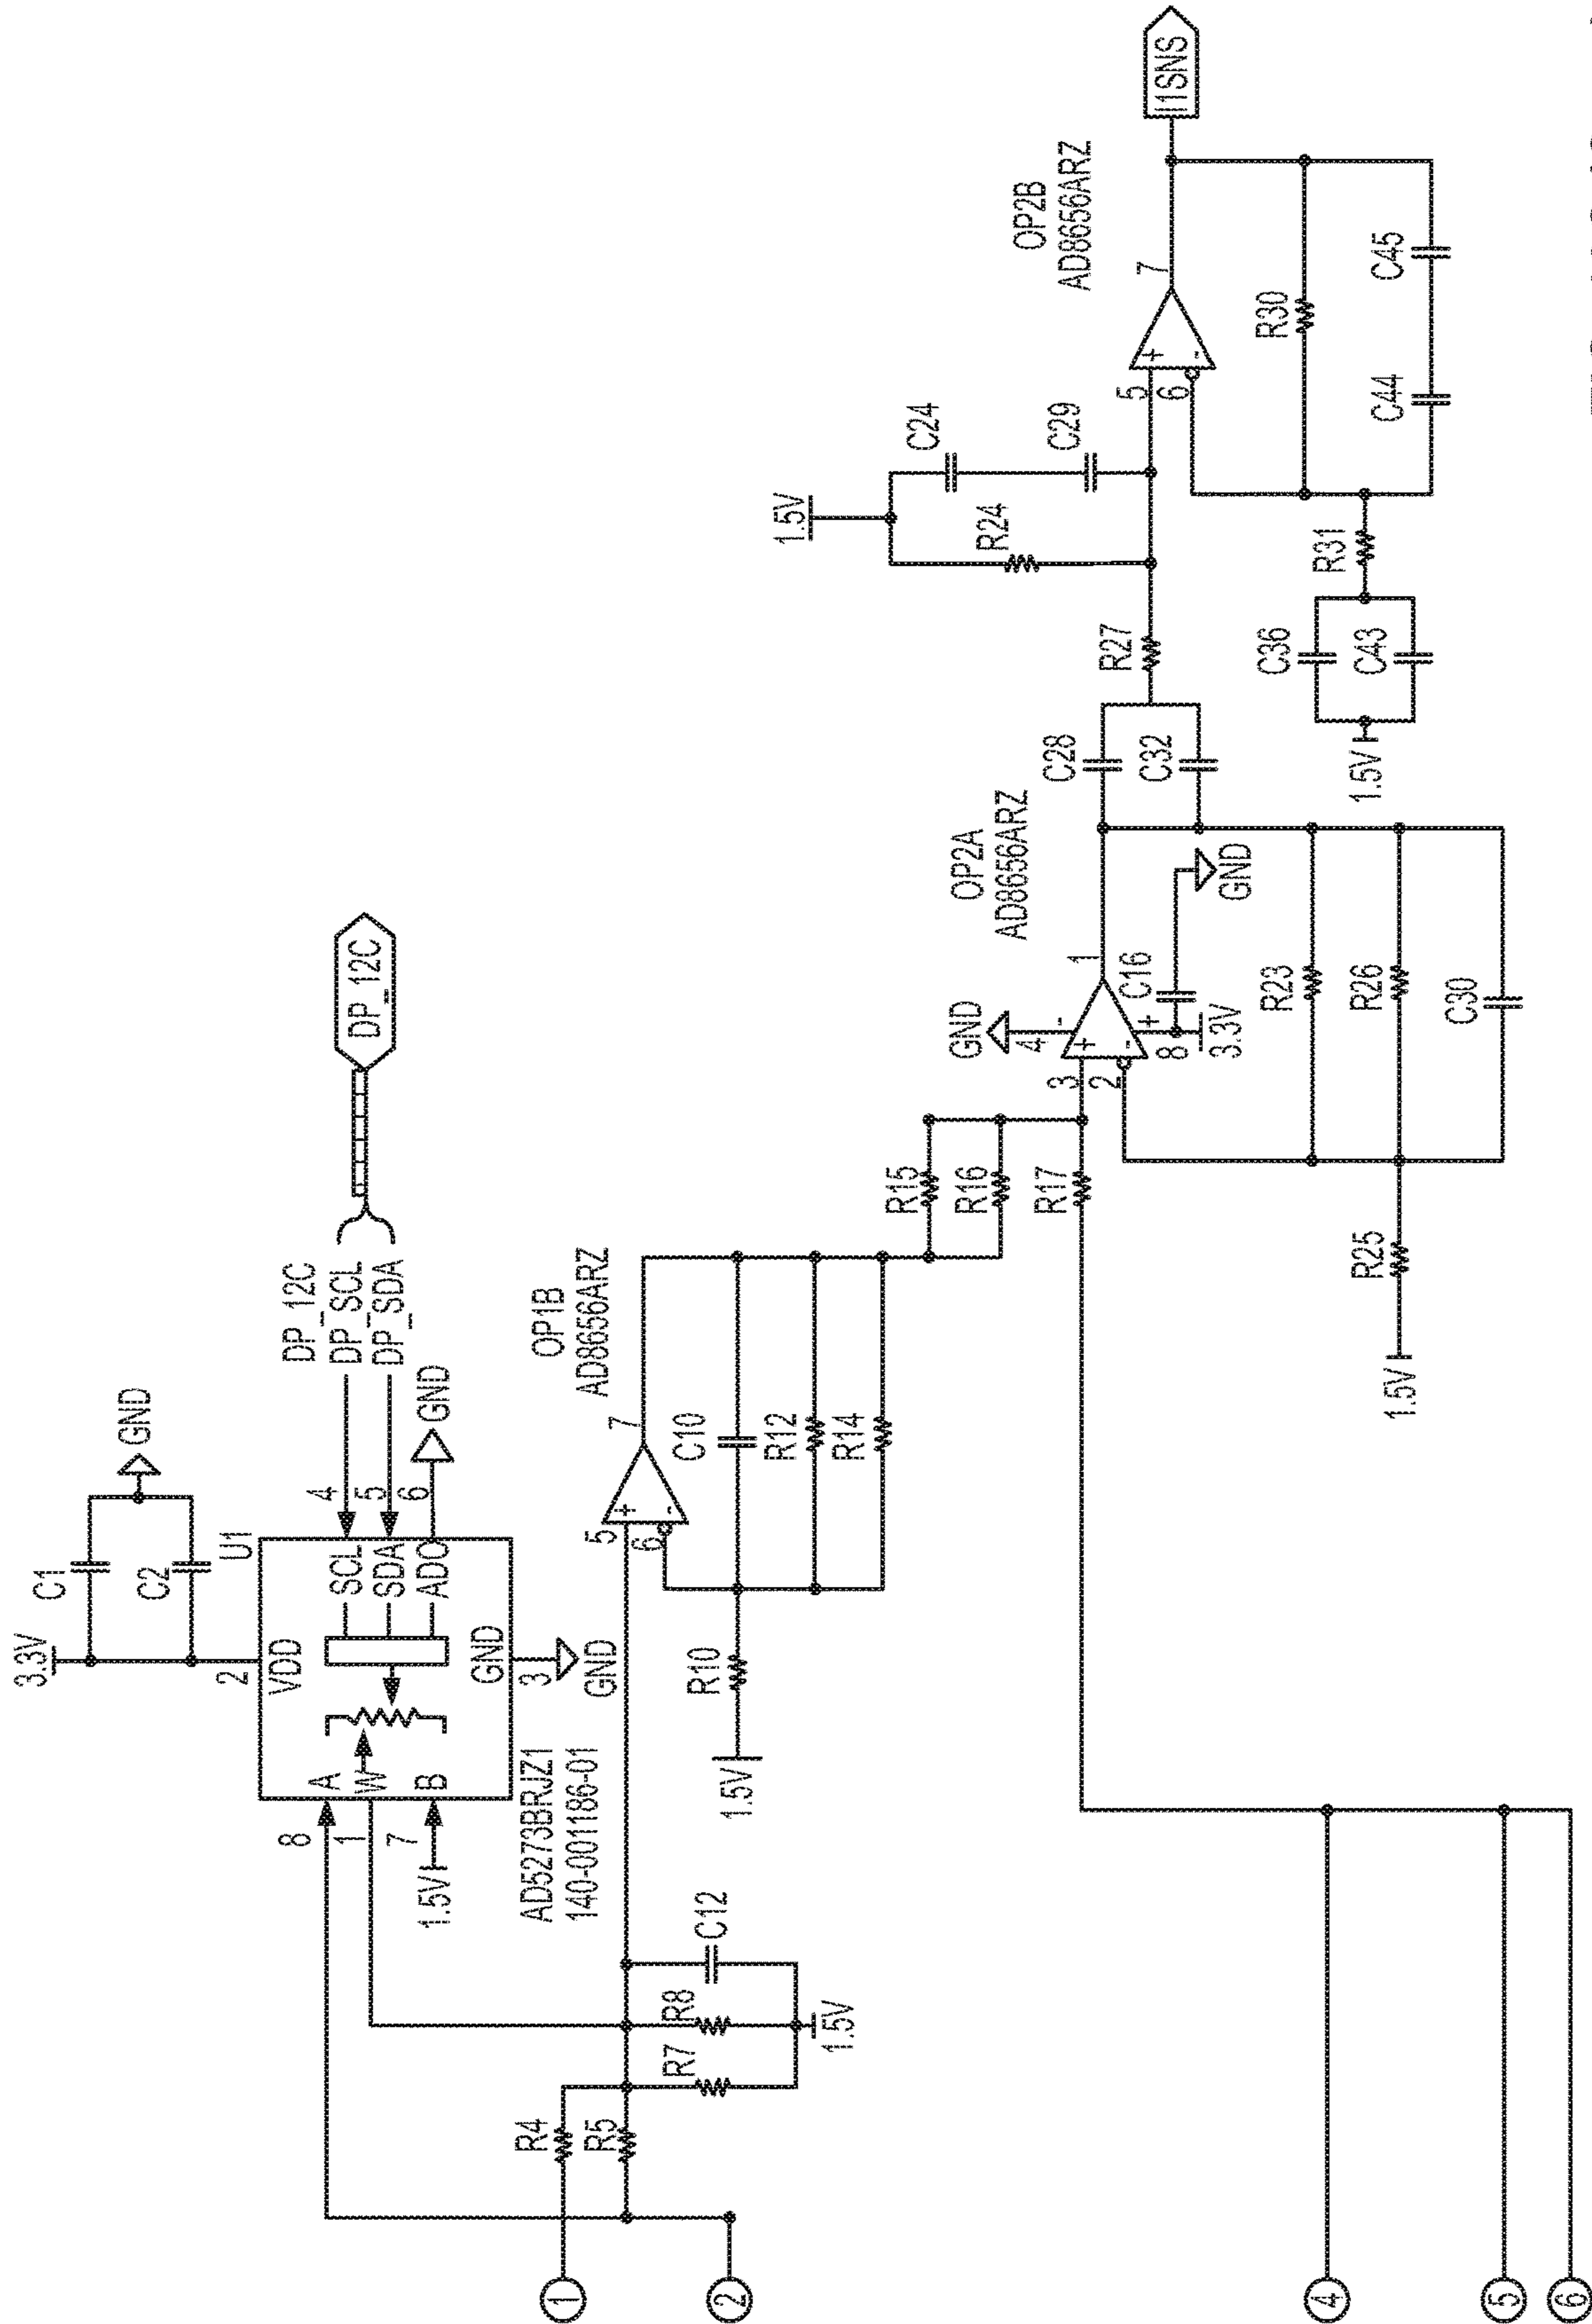 3.3V
C1
C2
GND
U1
2
VDD
8
A
1
W
7
B
1.5V
SCL
4
SDA
5
ADO
6
GND
3
GND
GND
DP_12C
DP_SCL
DP_SDA
DP_12C
AD5273BRJZ1
140-001186-01
OP1B
AD8656ARZ
5
+
6
-
7
C10
R12
R14
R10
1.5V
R4
R5
R7
R8
C12
1.5V
1
2
R15
R16
R17
OP2A
AD8656ARZ
GND
4
-
3
+
2
-
8
+
1
C16
3.3V
GND
R23
R26
C30
R25
1.5V
C28
C32
R27
1.5V
R24
C24
C29
OP2B
AD8656ARZ
5
+
6
-
7
I1SNS
R30
C44
C45
R31
C36
C43
1.5V
4
5
6